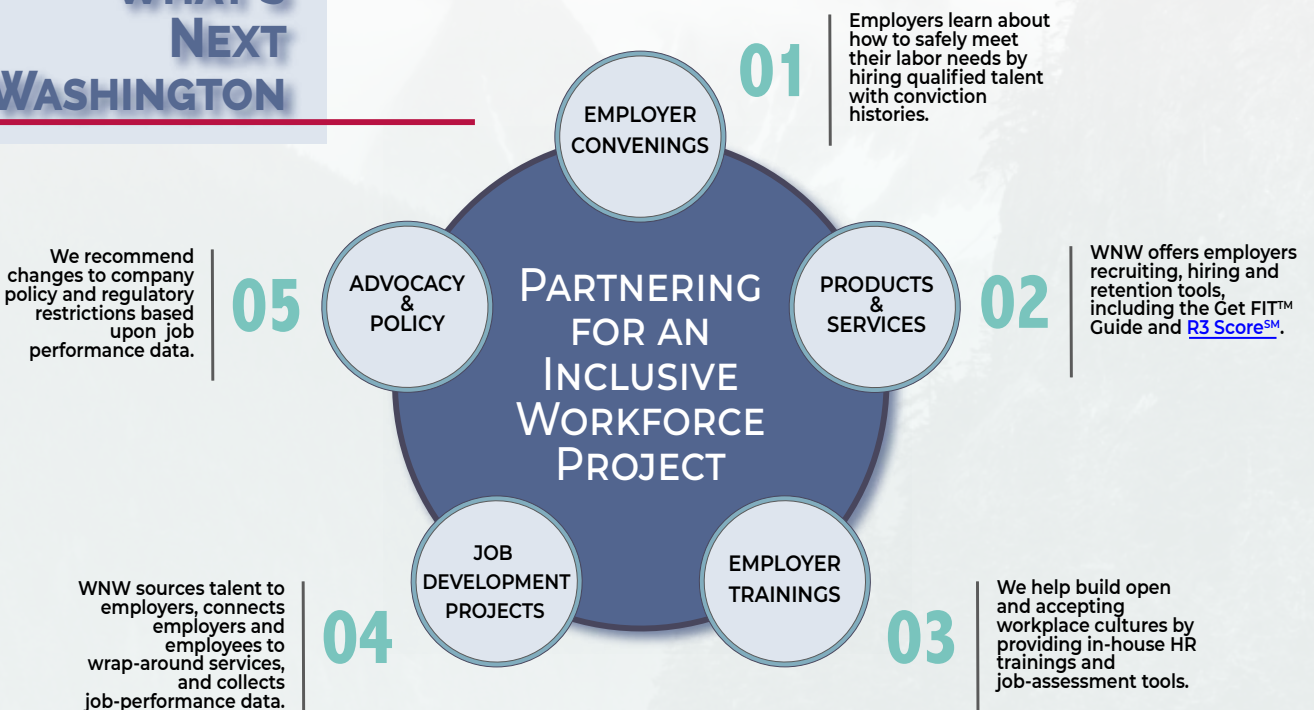 WHAT'S
NEXT
WASHINGTON
01
Employers learn about
how to safely meet
their labor needs by
hiring qualified talent
with conviction
histories.
EMPLOYER
CONVENINGS
We recommend
changes to company
policy and regulatory
restrictions based
upon job
performance data.
05
ADVOCACY
&
POLICY
PARTNERING
FOR AN
INCLUSIVE
WORKFORCE
PROJECT
PRODUCTS
&
SERVICES
02
WNW offers employers
recruiting, hiring and
retention tools,
including the Get FIT™
Guide and R3 Score℠.
WNW sources talent to
employers, connects
employers and
employees to
wrap-around services,
and collects
job-performance data.
04
JOB
DEVELOPMENT
PROJECTS
EMPLOYER
TRAININGS
03
We help build open
and accepting
workplace cultures by
providing in-house HR
trainings and
job-assessment tools.